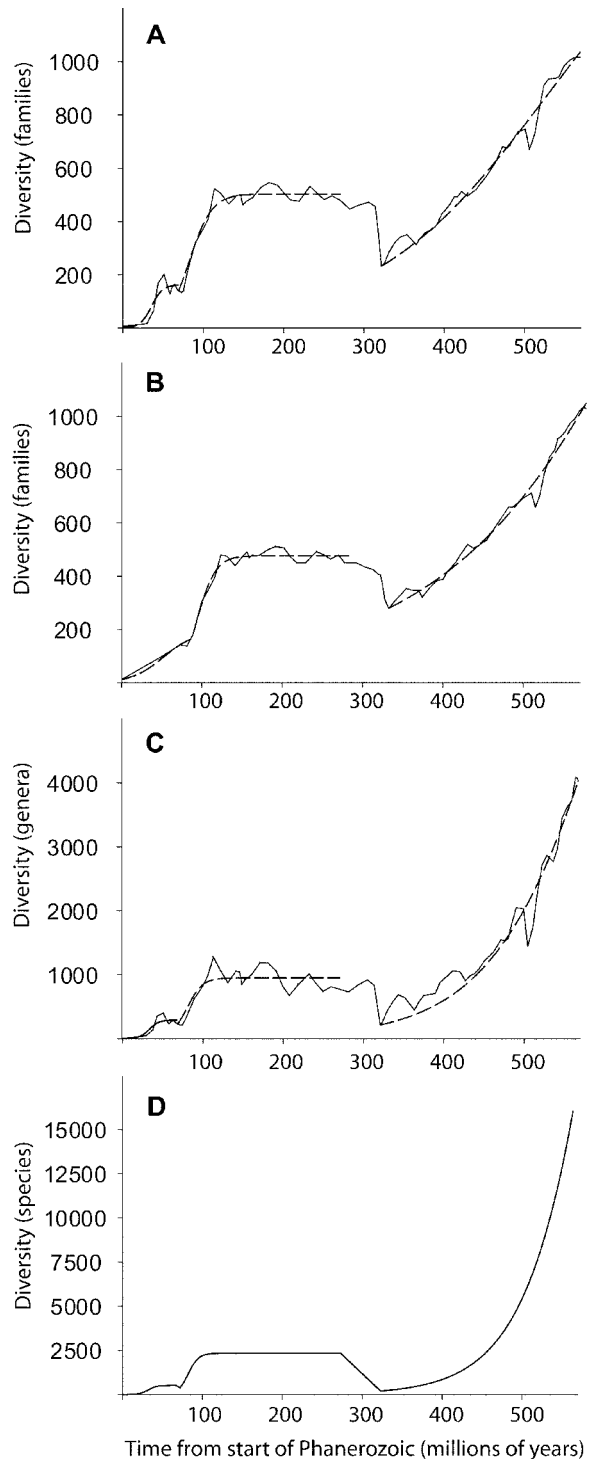 A
Diversity (families)
1000
800
600
400
200
100 200 300 400 500
B
Diversity (families)
1000
800
600
400
200
100 200 300 400 500
C
Diversity (genera)
4000
3000
2000
1000
100 200 300 400 500
D
Diversity (species)
15000
12500
10000
7500
5000
2500
100 200 300 400 500
Time from start of Phanerozoic (millions of years)